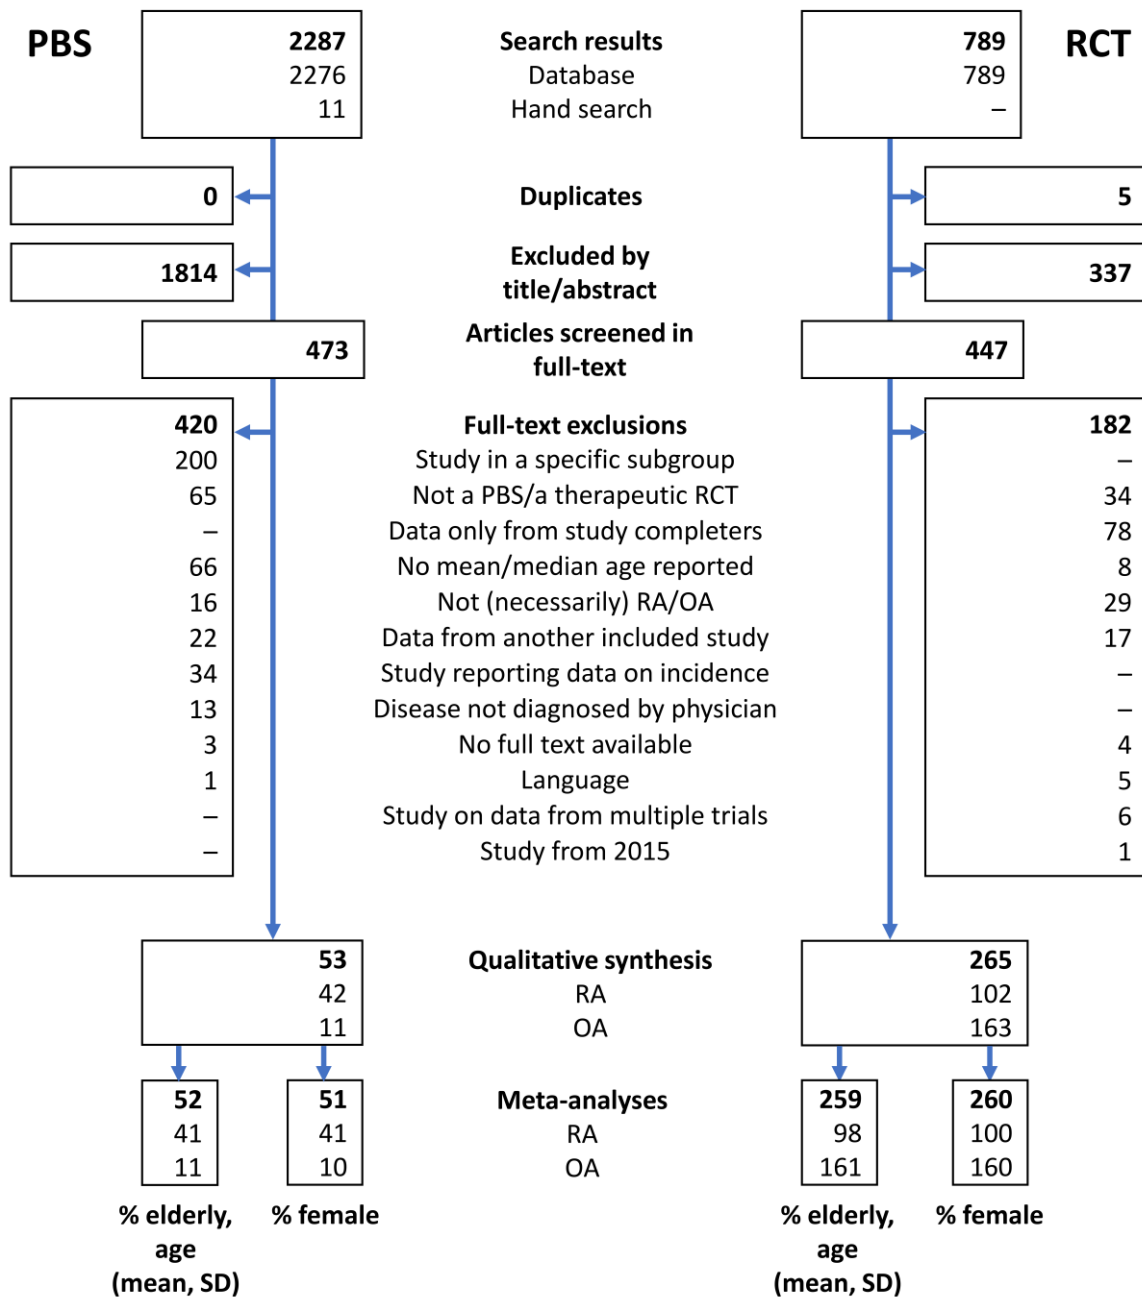 PBS 2287 Search results 789 RCT
2276 Database 789
11 Hand search –
0 Duplicates 5
1814 Excluded by title/abstract 337
473 Articles screened in full-text 447
420 Full-text exclusions 182
200 Study in a specific subgroup –
65 Not a PBS/a therapeutic RCT 34
– Data only from study completers 78
66 No mean/median age reported 8
16 Not (necessarily) RA/OA 29
22 Data from another included study 17
34 Study reporting data on incidence –
13 Disease not diagnosed by physician –
3 No full text available 4
1 Language 5
– Study on data from multiple trials 6
– Study from 2015 1
53 Qualitative synthesis 265
42 RA 102
11 OA 163
52 51 Meta-analyses 259 260
41 41 RA 98 100
11 10 OA 161 160
% elderly, % female % elderly, % female
age age
(mean, SD) (mean, SD)